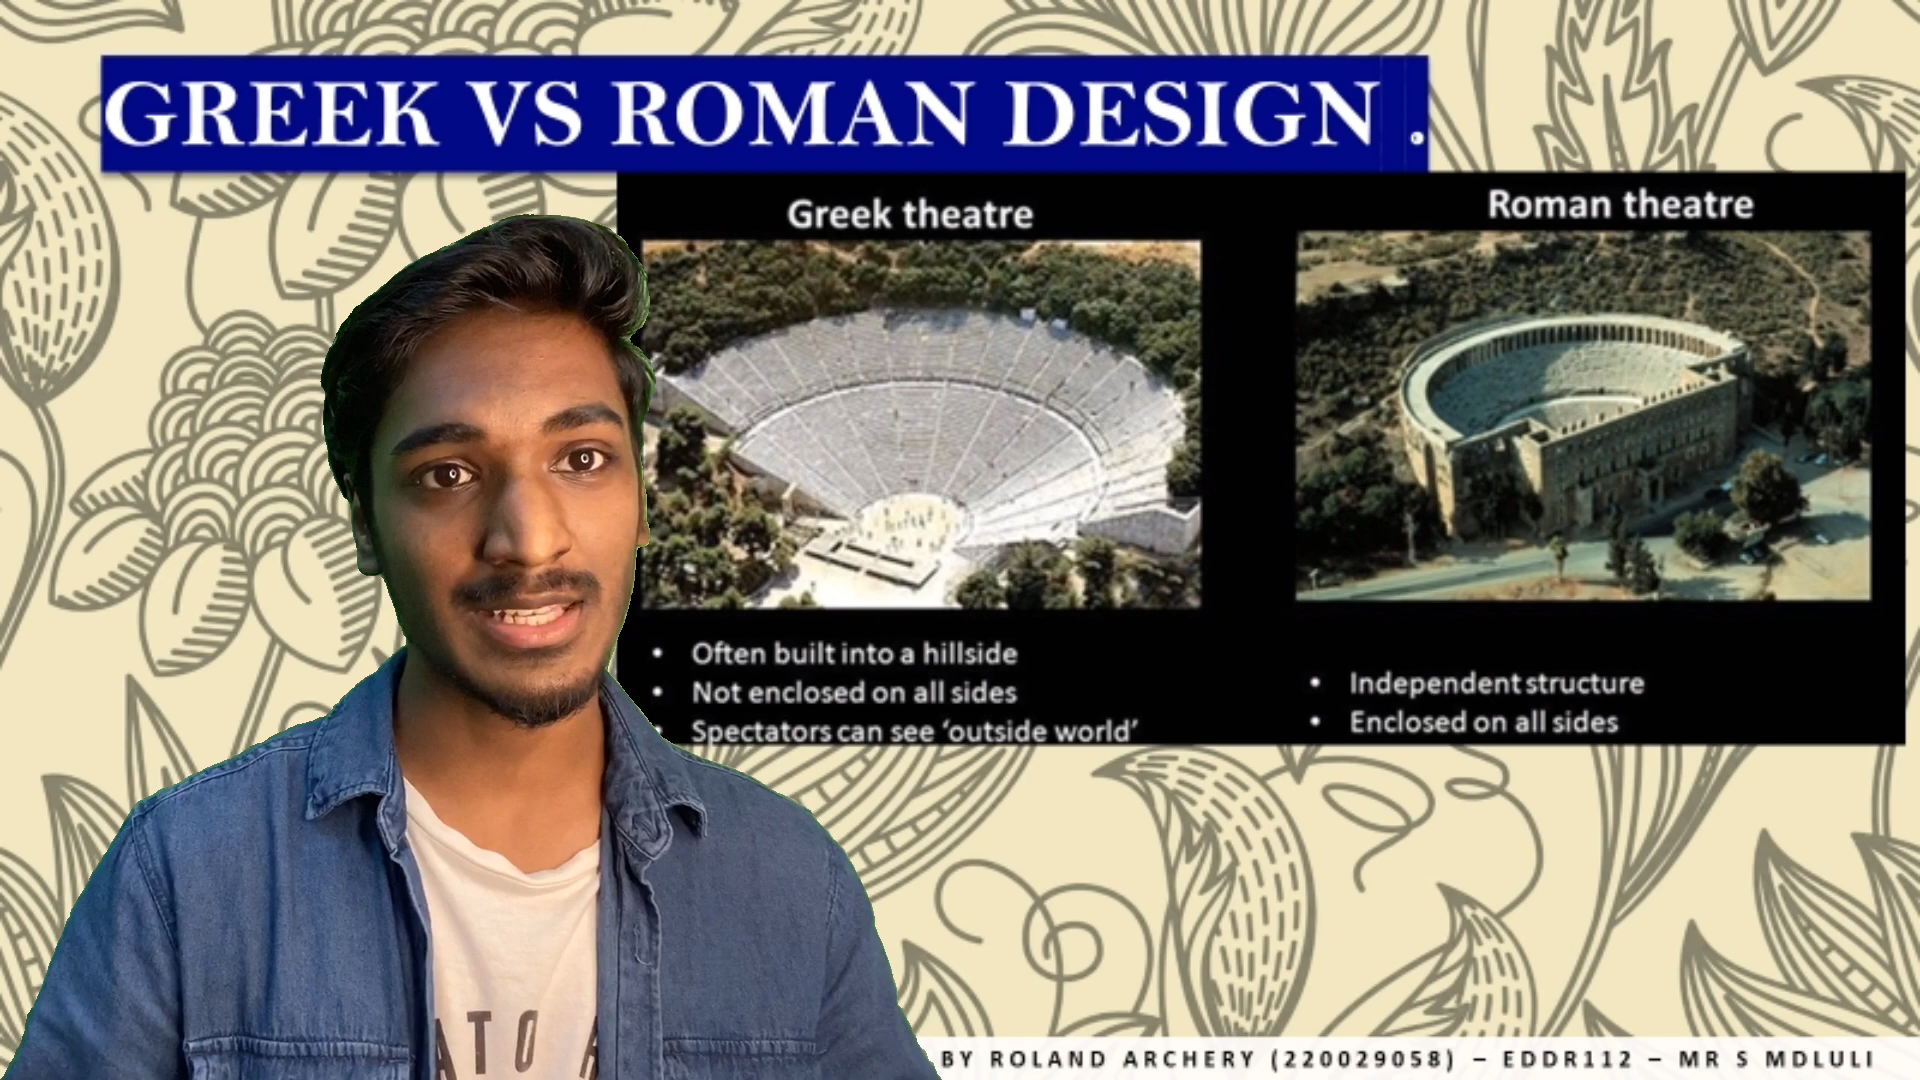 GREEK VS ROMAN DESIGN .
Greek theatre
Roman theatre
• Often built into a hillside
• Not enclosed on all sides
• Spectators can see ‘outside world’
• Independent structure
• Enclosed on all sides
BY ROLAND ARCHERY (220029058) – EDDR112 – MR S MDLULI